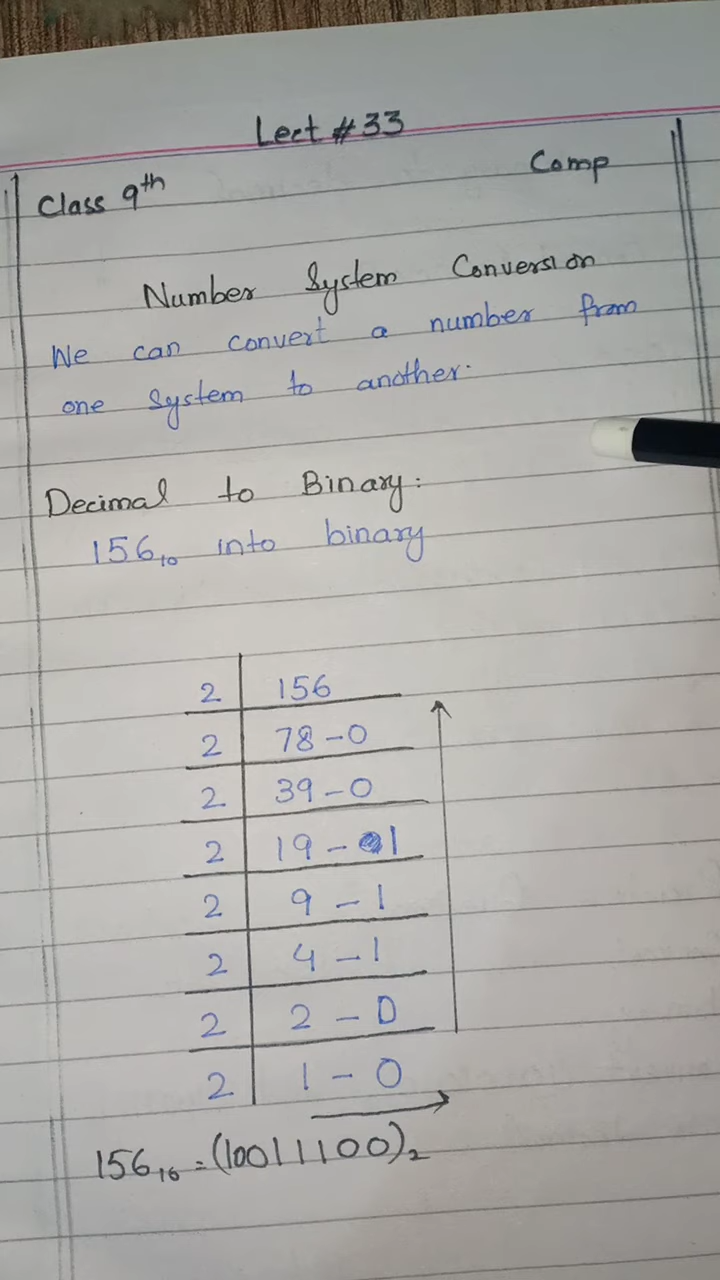 Lect #33
Class 9th Comp
Number System Conversion
We can convert a number from
one system to another.
Decimal to Binary:
156₁₀ into binary
2 156
2 78-0
2 39-0
2 19-1
2 9-1
2 4-1
2 2-0
2 1-0
156₁₆=(10011100)₂